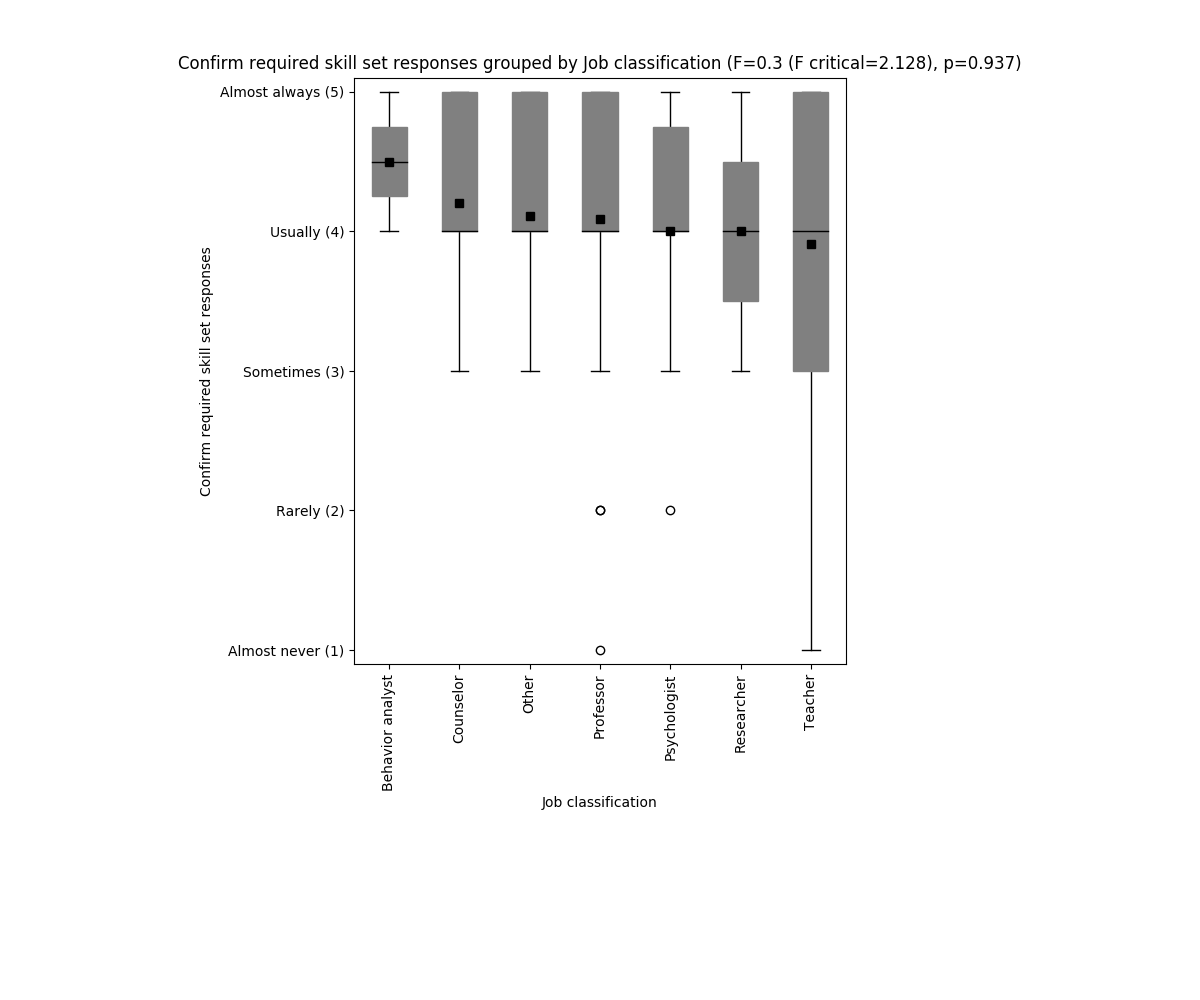 Confirm required skill set responses grouped by Job classification (F=0.3 (F critical=2.128), p=0.937)
Almost always (5)
Usually (4)
Sometimes (3)
Rarely (2)
Almost never (1)
Confirm required skill set responses
Behavior analyst
Counselor
Other
Professor
Psychologist
Researcher
Teacher
Job classification